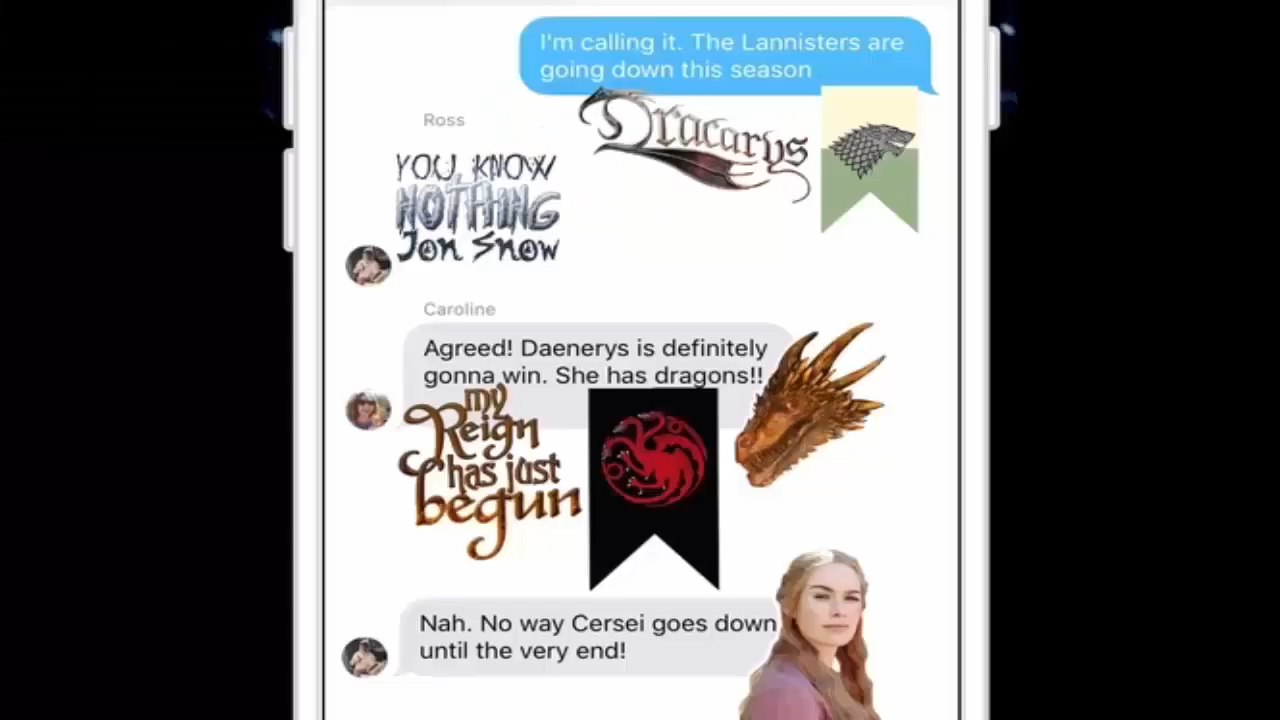 I'm calling it. The Lannisters are
going down this season
Dracarys
Ross
YOU KNOW
NOTHING
Jon Snow
Caroline
Agreed! Daenerys is definitely
gonna win. She has dragons!!
my
Reign
has just
begun
Nah. No way Cersei goes down
until the very end!